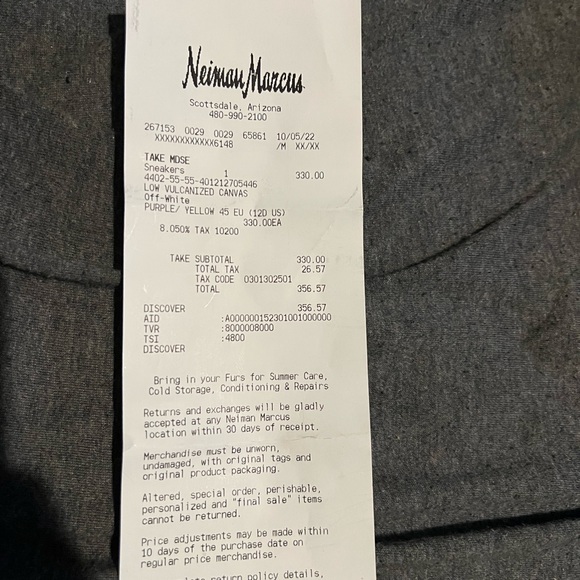 Neiman Marcus
Scottsdale, Arizona
480-990-2100
267153 0029 0029 65861 10/05/22
XXXXXXXXXXXX6148 /M XX/XX
TAKE MDSE
Sneakers 1 330.00
4402-55-55-401212705446
LOW VULCANIZED CANVAS
Off-White
PURPLE/ YELLOW 45 EU (12D US)
330.00EA
8.050% TAX 10200
TAKE SUBTOTAL 330.00
TOTAL TAX 26.57
TAX CODE 0301302501
TOTAL 356.57
DISCOVER 356.57
AID :A000000152301001000000
TVR :8000008000
TSI :4800
DISCOVER
Bring in your Furs for Summer Care,
Cold Storage, Conditioning & Repairs
Returns and exchanges will be gladly
accepted at any Neiman Marcus
location within 30 days of receipt.
Merchandise must be unworn,
undamaged, with original tags and
original product packaging.
Altered, special order, perishable,
personalized and "final sale" items
cannot be returned.
Price adjustments may be made within
10 days of the purchase date on
regular price merchandise.
return policy details,